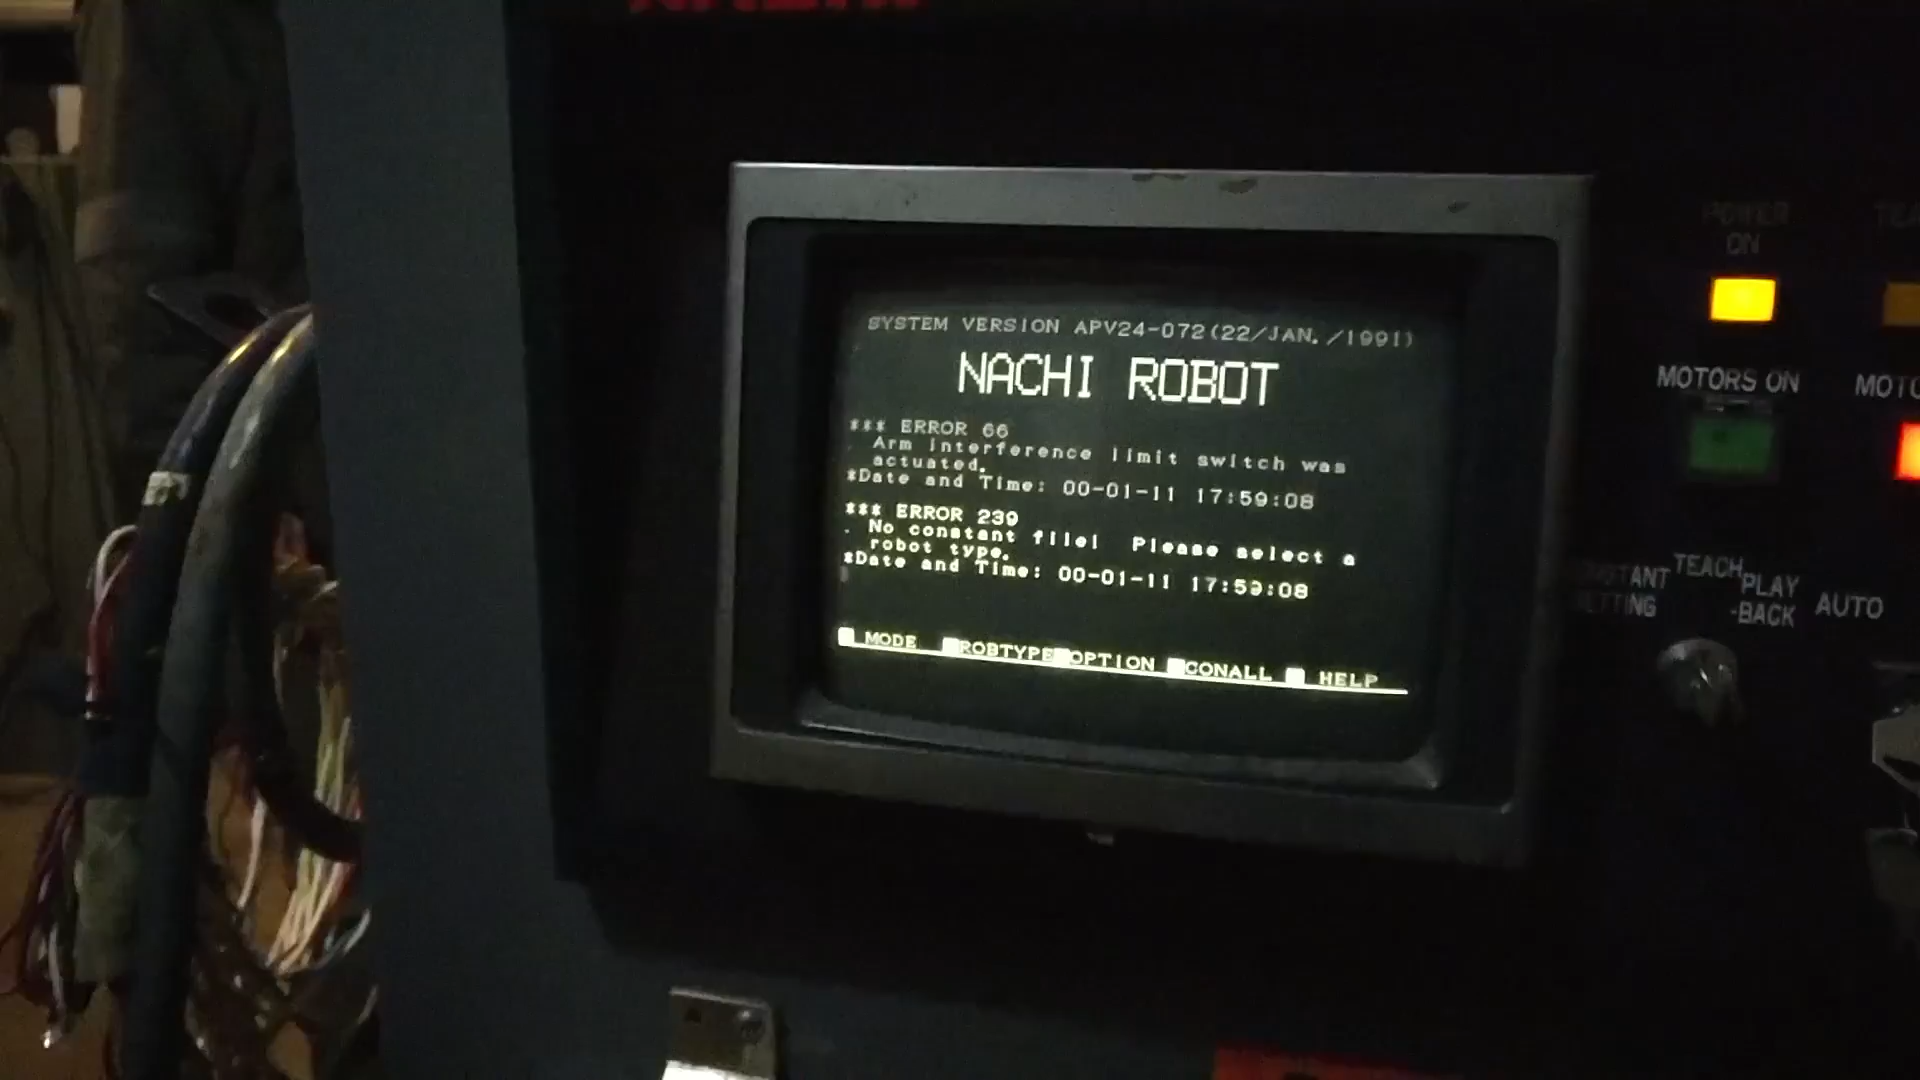 SYSTEM VERSION APV24-072(22/JAN./1991)
NACHI ROBOT
*** ERROR 66
. Arm interference limit switch was
actuated.
*Date and Time: 00-01-11 17:59:08
*** ERROR 239
. No constant file! Please select a
robot type.
*Date and Time: 00-01-11 17:59:08
MODE ROBTYPE OPTION CONALL HELP
POWER
ON
MOTORS ON
TEACH
PLAY
-BACK
AUTO